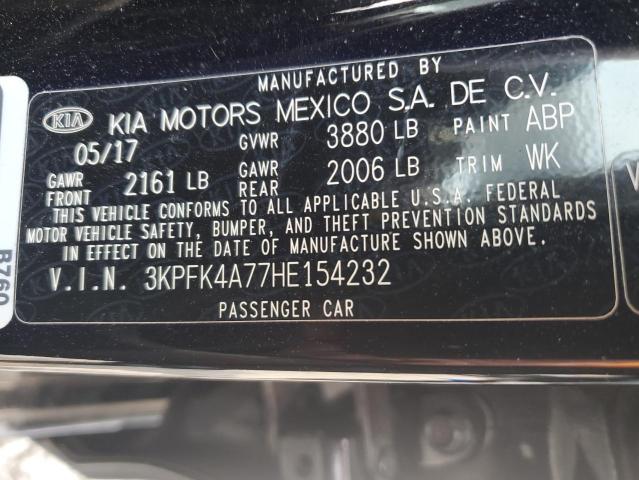 MANUFACTURED BY
KIA KIA MOTORS MEXICO S.A. DE C.V.
05/17 GVWR 3880 LB PAINT ABP
GAWR FRONT 2161 LB GAWR REAR 2006 LB TRIM WK
THIS VEHICLE CONFORMS TO ALL APPLICABLE U.S.A. FEDERAL
MOTOR VEHICLE SAFETY, BUMPER, AND THEFT PREVENTION STANDARDS
IN EFFECT ON THE DATE OF MANUFACTURE SHOWN ABOVE.
V.I.N. 3KPFK4A77HE154232
PASSENGER CAR
B760